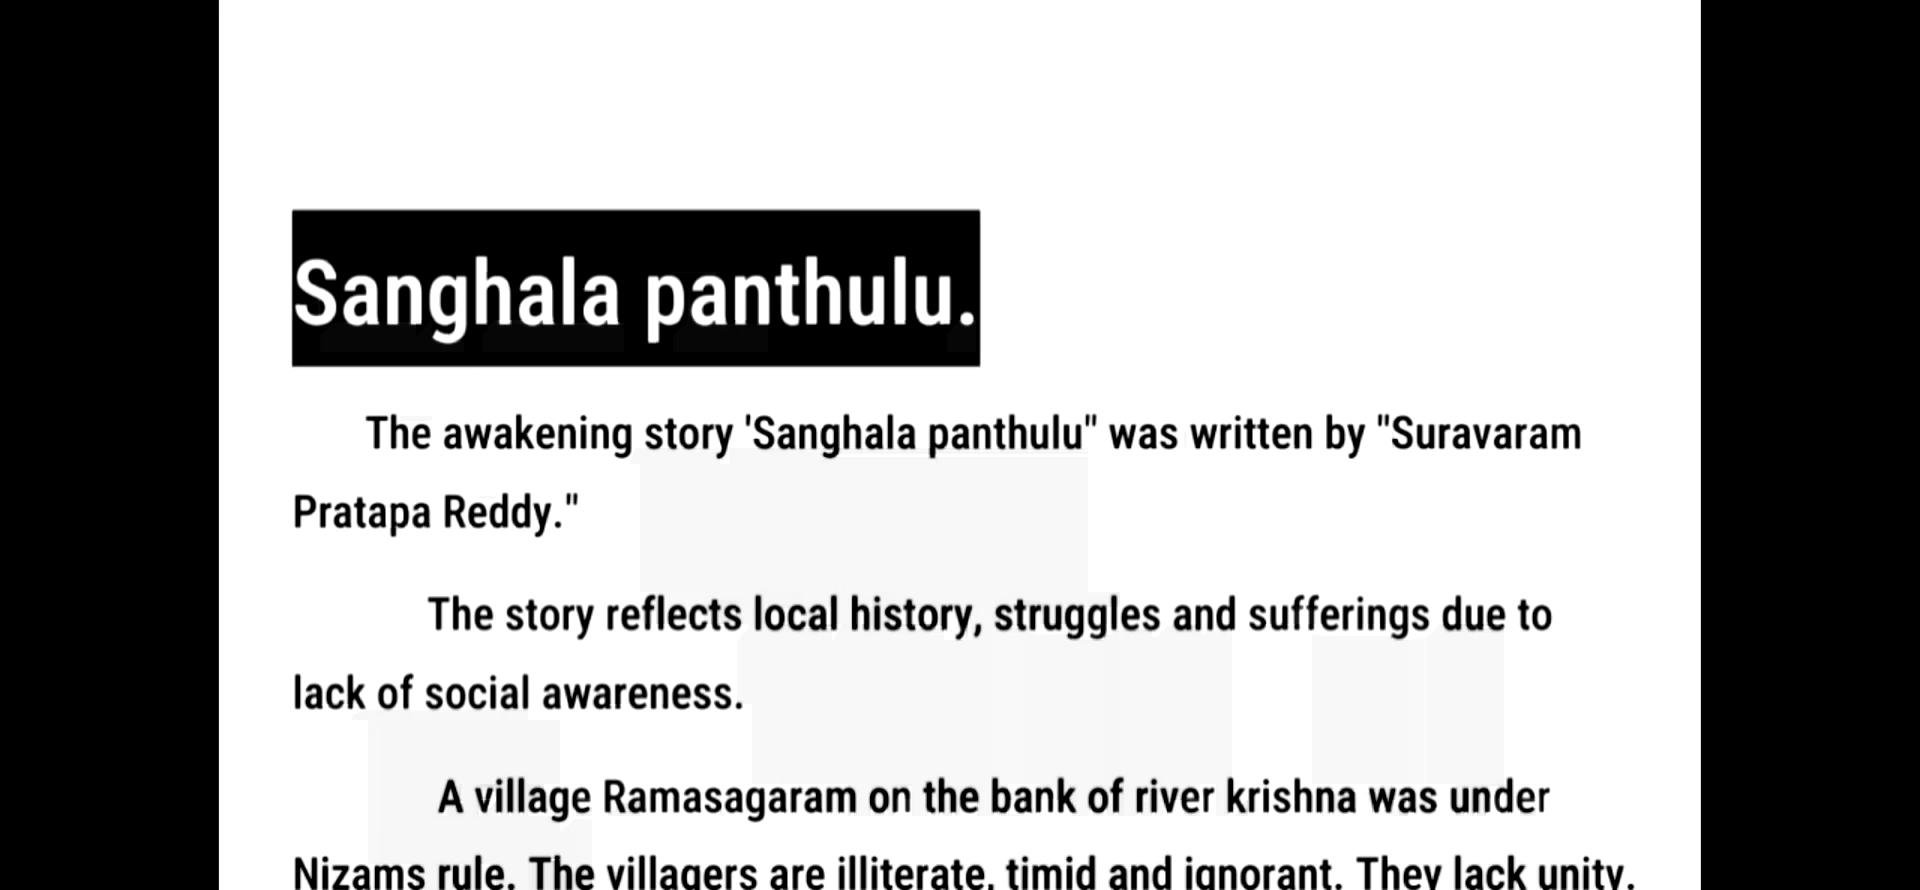 Sanghala panthulu.
The awakening story 'Sanghala panthulu" was written by "Suravaram
Pratapa Reddy."
The story reflects local history, struggles and sufferings due to
lack of social awareness.
A village Ramasagaram on the bank of river krishna was under
Nizams rule. The villagers are illiterate, timid and ignorant. They lack unity.